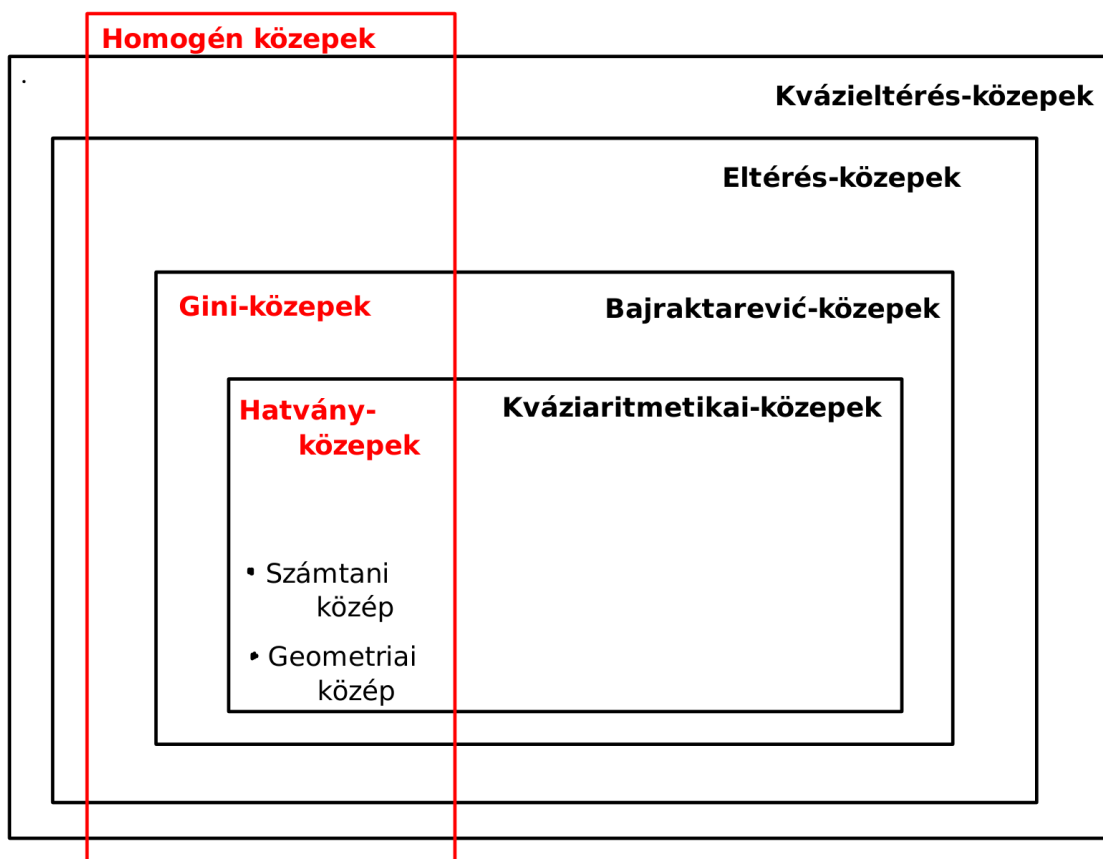 Homogén közepek
Kvázieltérés-közepek
Eltérés-közepek
Gini-közepek
Bajraktarević-közepek
Hatvány-
közepek
Kváziaritmetikai-közepek
• Számtani
közép
• Geometriai
közép